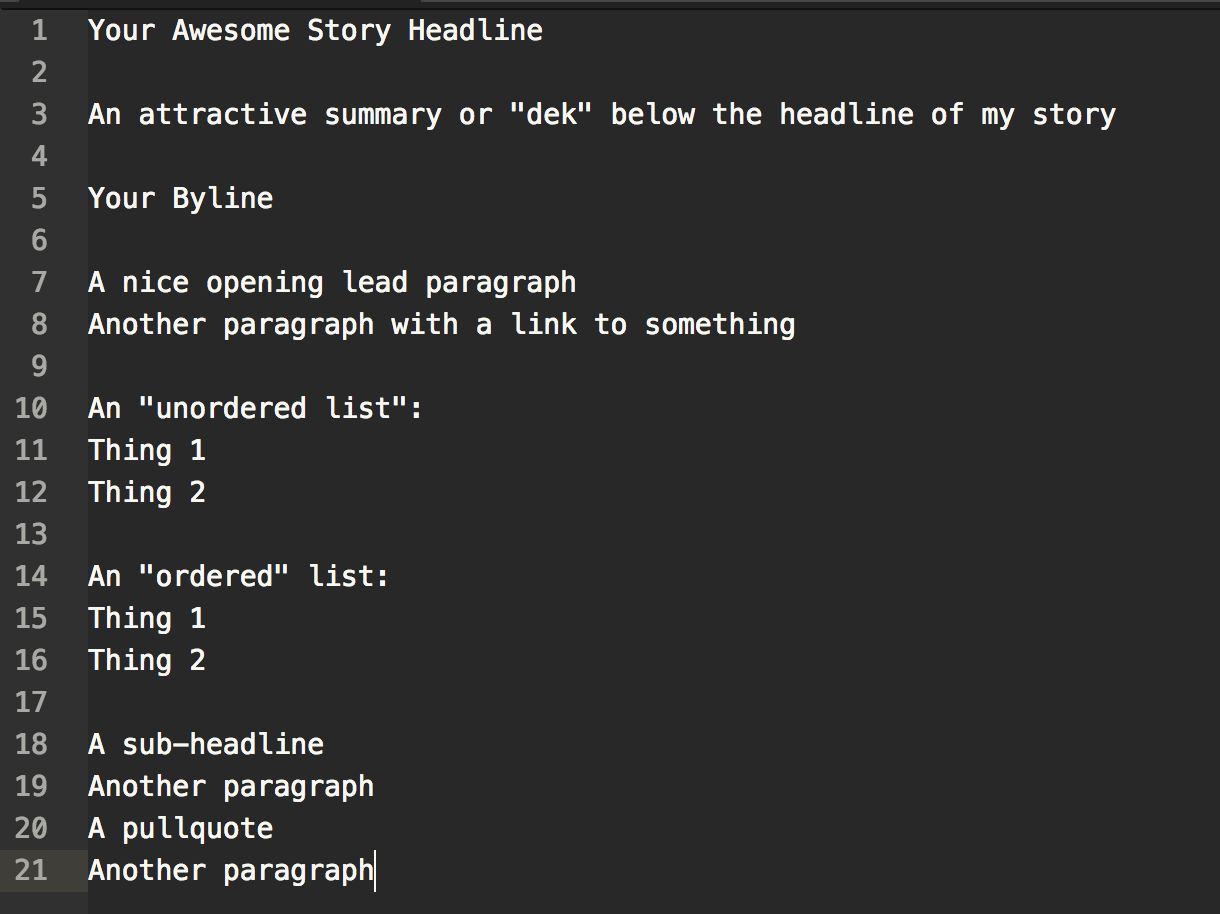 1 Your Awesome Story Headline
2
3 An attractive summary or "dek" below the headline of my story
4
5 Your Byline
6
7 A nice opening lead paragraph
8 Another paragraph with a link to something
9
10 An "unordered list":
11 Thing 1
12 Thing 2
13
14 An "ordered" list:
15 Thing 1
16 Thing 2
17
18 A sub-headline
19 Another paragraph
20 A pullquote
21 Another paragraph